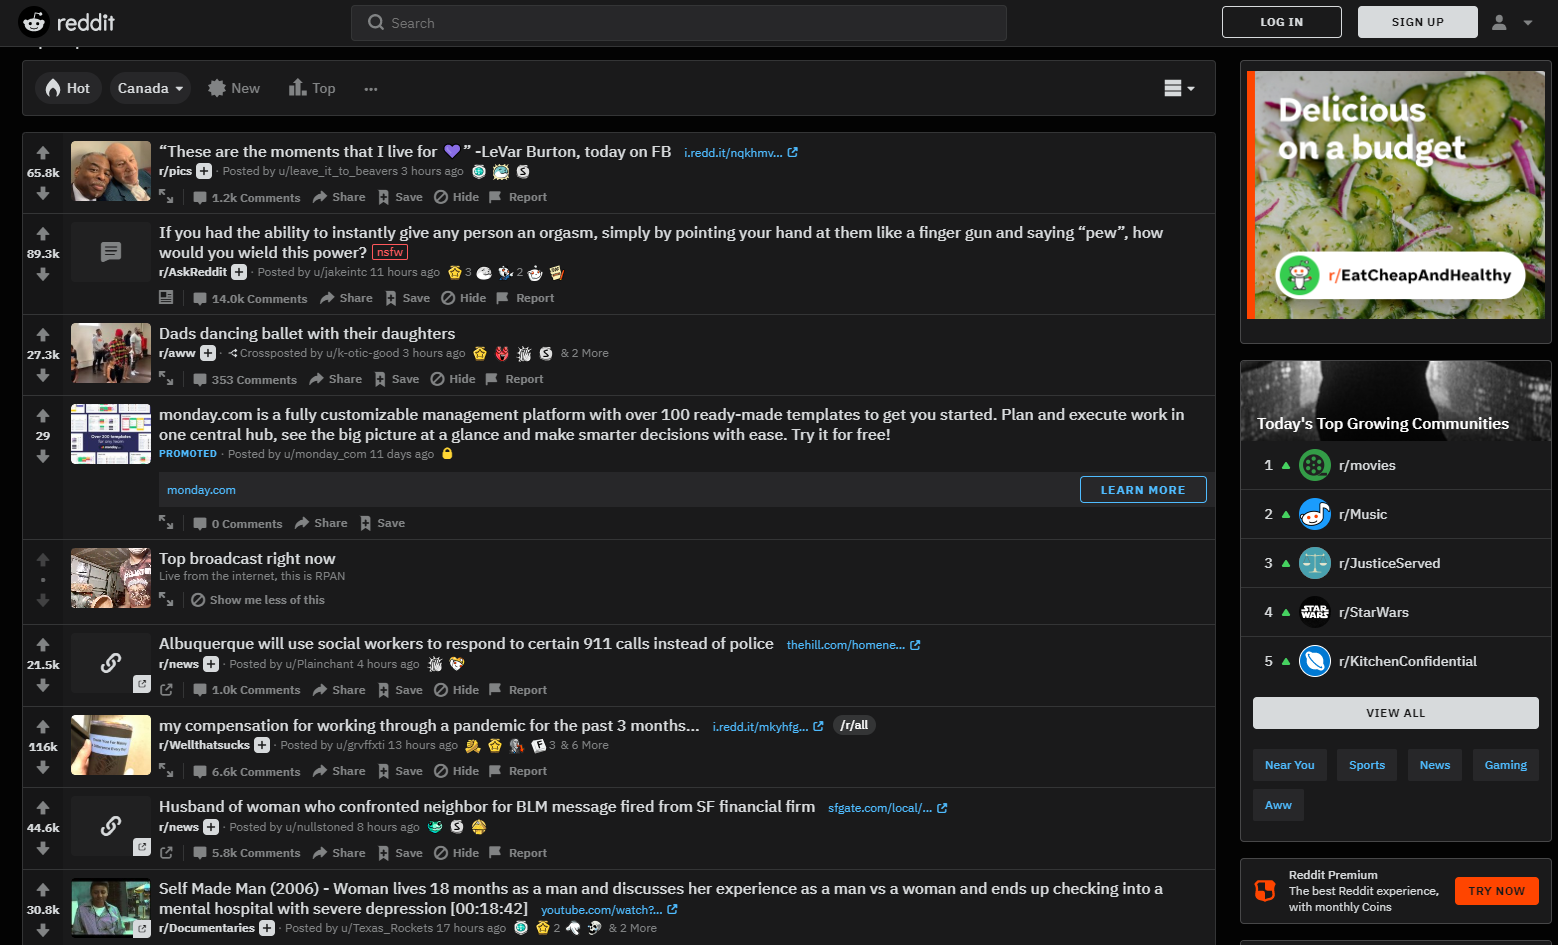 reddit
Search
LOG IN
SIGN UP
Hot
Canada
New
Top
65.8k
“These are the moments that I live for 💜” -LeVar Burton, today on FB i.redd.it/nqkhmv...
r/pics · Posted by u/leave_it_to_beavers 3 hours ago
1.2k Comments Share Save Hide Report
89.3k
If you had the ability to instantly give any person an orgasm, simply by pointing your hand at them like a finger gun and saying “pew”, how
would you wield this power? nsfw
r/AskReddit · Posted by u/jakeintc 11 hours ago 3 2
14.0k Comments Share Save Hide Report
27.3k
Dads dancing ballet with their daughters
r/aww · Crossposted by u/k-otic-good 3 hours ago & 2 More
353 Comments Share Save Hide Report
29
monday.com is a fully customizable management platform with over 100 ready-made templates to get you started. Plan and execute work in
one central hub, see the big picture at a glance and make smarter decisions with ease. Try it for free!
PROMOTED · Posted by u/monday_com 11 days ago
monday.com LEARN MORE
0 Comments Share Save
Top broadcast right now
Live from the internet, this is RPAN
Show me less of this
21.5k
Albuquerque will use social workers to respond to certain 911 calls instead of police thehill.com/homene...
r/news · Posted by u/Plainchant 4 hours ago
1.0k Comments Share Save Hide Report
116k
my compensation for working through a pandemic for the past 3 months... i.redd.it/mkyhfg... /r/all
r/Wellthatsucks · Posted by u/grvffxti 13 hours ago 3 & 6 More
6.6k Comments Share Save Hide Report
44.6k
Husband of woman who confronted neighbor for BLM message fired from SF financial firm sfgate.com/local/...
r/news · Posted by u/nullstoned 8 hours ago
5.8k Comments Share Save Hide Report
30.8k
Self Made Man (2006) - Woman lives 18 months as a man and discusses her experience as a man vs a woman and ends up checking into a
mental hospital with severe depression [00:18:42] youtube.com/watch?...
r/Documentaries · Posted by u/Texas_Rockets 17 hours ago 2 & 2 More
Delicious
on a budget
r/EatCheapAndHealthy
Today's Top Growing Communities
1 r/movies
2 r/Music
3 r/JusticeServed
4 STAR WARS r/StarWars
5 r/KitchenConfidential
VIEW ALL
Near You Sports News Gaming
Aww
Reddit Premium
The best Reddit experience,
with monthly Coins
TRY NOW